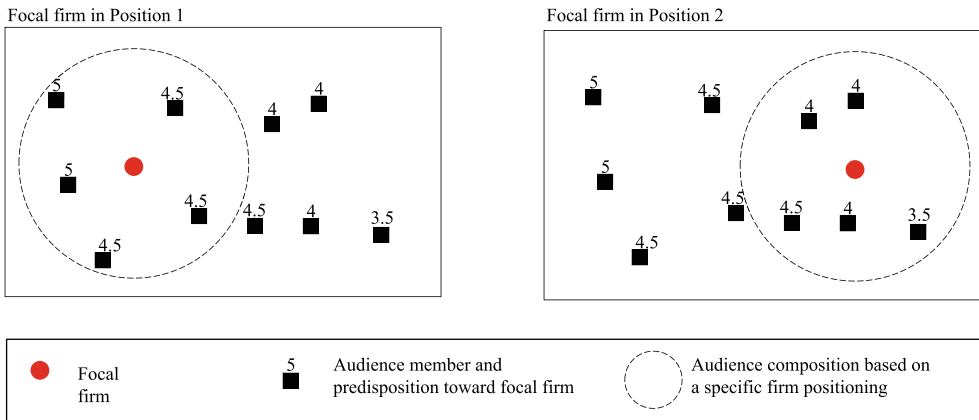 Focal firm in Position 1
5
4.5
4
4
5
4.5
4.5
4
3.5
4.5
Focal firm in Position 2
5
4.5
4
4
5
4.5
4.5
4
3.5
4.5
Focal
firm
5
Audience member and
predisposition toward focal firm
Audience composition based on
a specific firm positioning